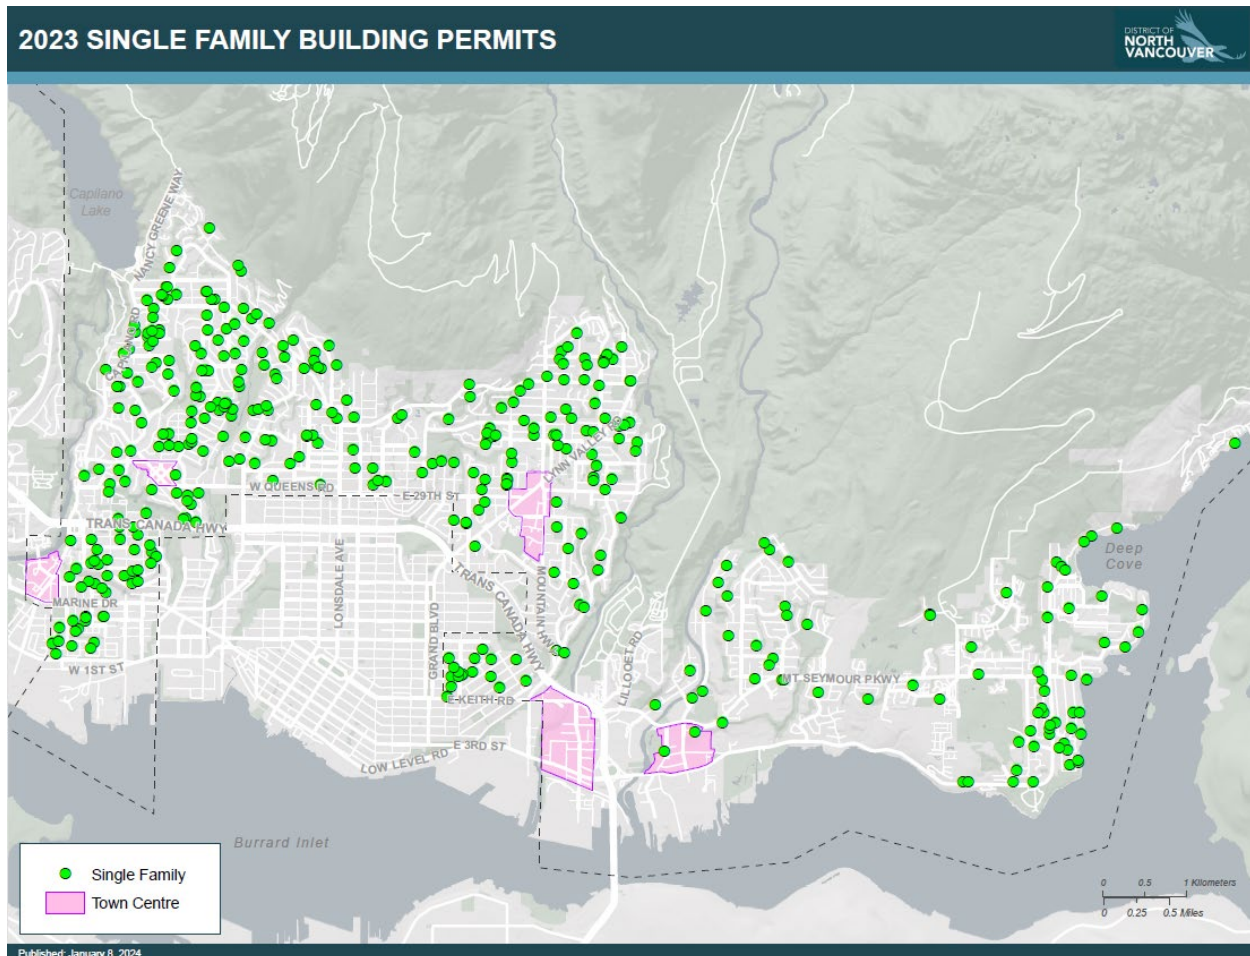 2023 SINGLE FAMILY BUILDING PERMITS
DISTRICT OF
NORTH
VANCOUVER
Capilano
Lake
NANCY GREENE WAY
CAPILANO RD
LYNN VALLEY RD
W QUEENS RD
E 29TH ST
TRANS CANADA HWY
Deep
Cove
LONSDALE AVE
TRANS CANADA HWY
MOUNTAIN HWY
MARINE DR
GRAND BLVD
LILLOET RD
W 1ST ST
MT SEYMOUR PKWY
E KEITH RD
E 3RD ST
LOW LEVEL RD
Burrard Inlet
Single Family
Town Centre
0 0.5 1 Kilometers
0 0.25 0.5 Miles
Published: January 8, 2024